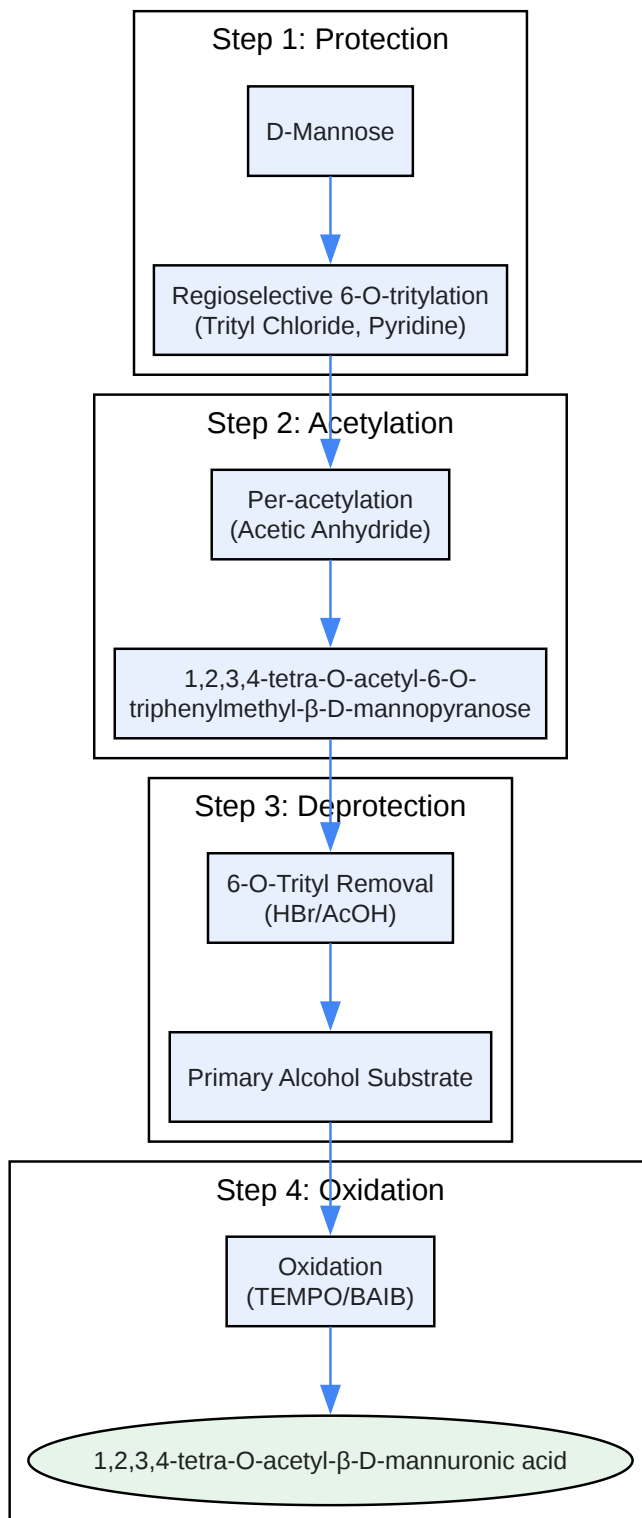 Step 1: Protection
D-Mannose
Regioselective 6-O-tritylation
(Trityl Chloride, Pyridine)
Step 2: Acetylation
Per-acetylation
(Acetic Anhydride)
1,2,3,4-tetra-O-acetyl-6-O-
triphenylmethyl-β-D-mannopyranose
Step 3: Deprotection
6-O-Trityl Removal
(HBr/AcOH)
Primary Alcohol Substrate
Step 4: Oxidation
Oxidation
(TEMPO/BAIB)
1,2,3,4-tetra-O-acetyl-β-D-mannuronic acid